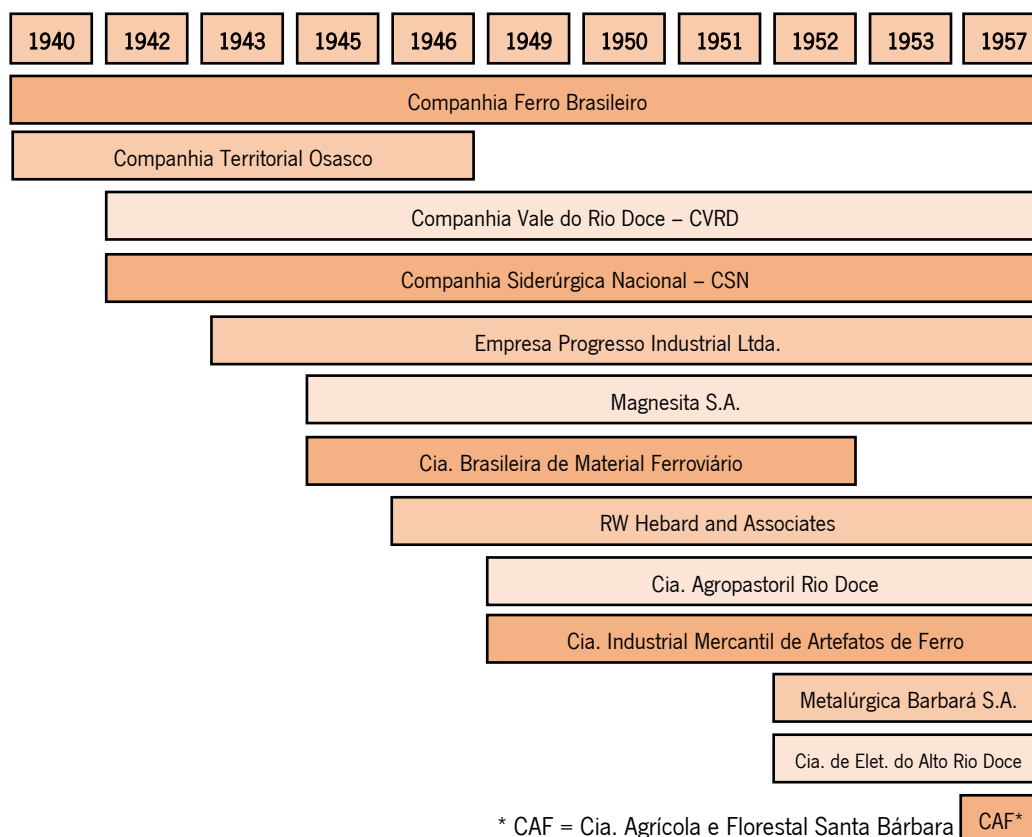 1940 1942 1943 1945 1946 1949 1950 1951 1952 1953 1957
Companhia Ferro Brasileiro
Companhia Territorial Osasco
Companhia Vale do Rio Doce – CVRD
Companhia Siderúrgica Nacional – CSN
Empresa Progresso Industrial Ltda.
Magnesita S.A.
Cia. Brasileira de Material Ferroviário
RW Hebard and Associates
Cia. Agropastoril Rio Doce
Cia. Industrial Mercantil de Artefatos de Ferro
Metalúrgica Barbará S.A.
Cia. de Elet. do Alto Rio Doce
* CAF = Cia. Agrícola e Florestal Santa Bárbara CAF*